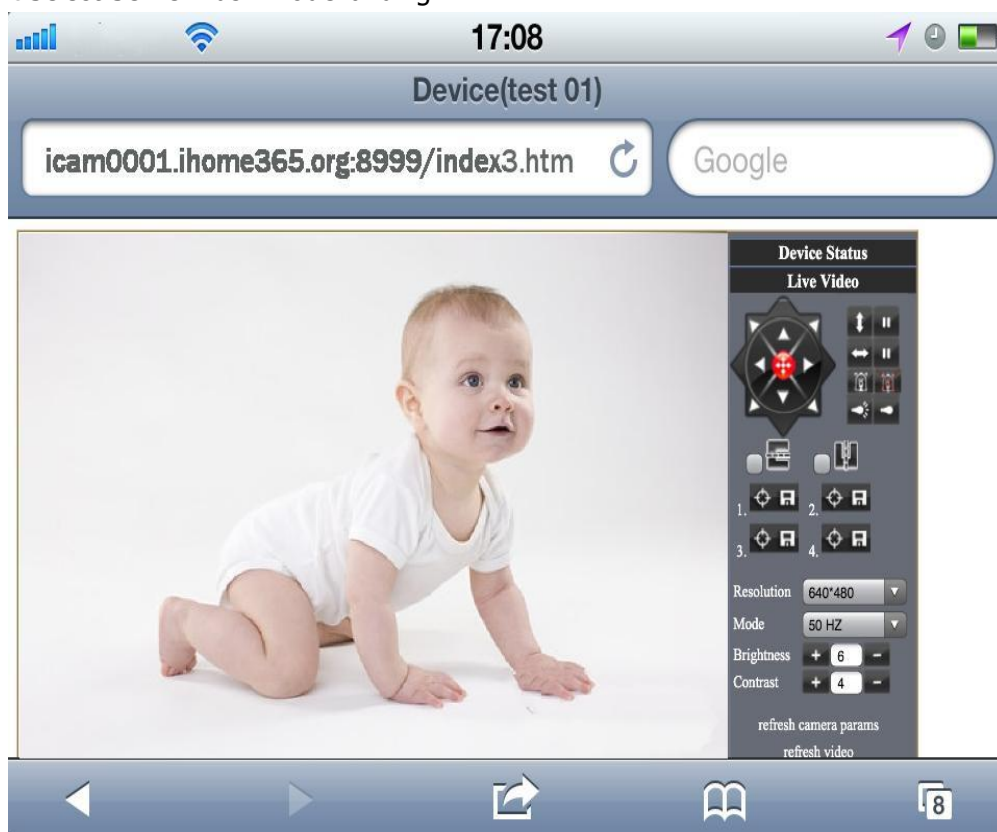 17:08
Device(test 01)
icam0001.ihome365.org:8999/index3.htm
Google
Device Status
Live Video
1.
2.
3.
4.
Resolution 640*480
Mode 50 HZ
Brightness + 6 -
Contrast + 4 -
refresh camera params
refresh video
8